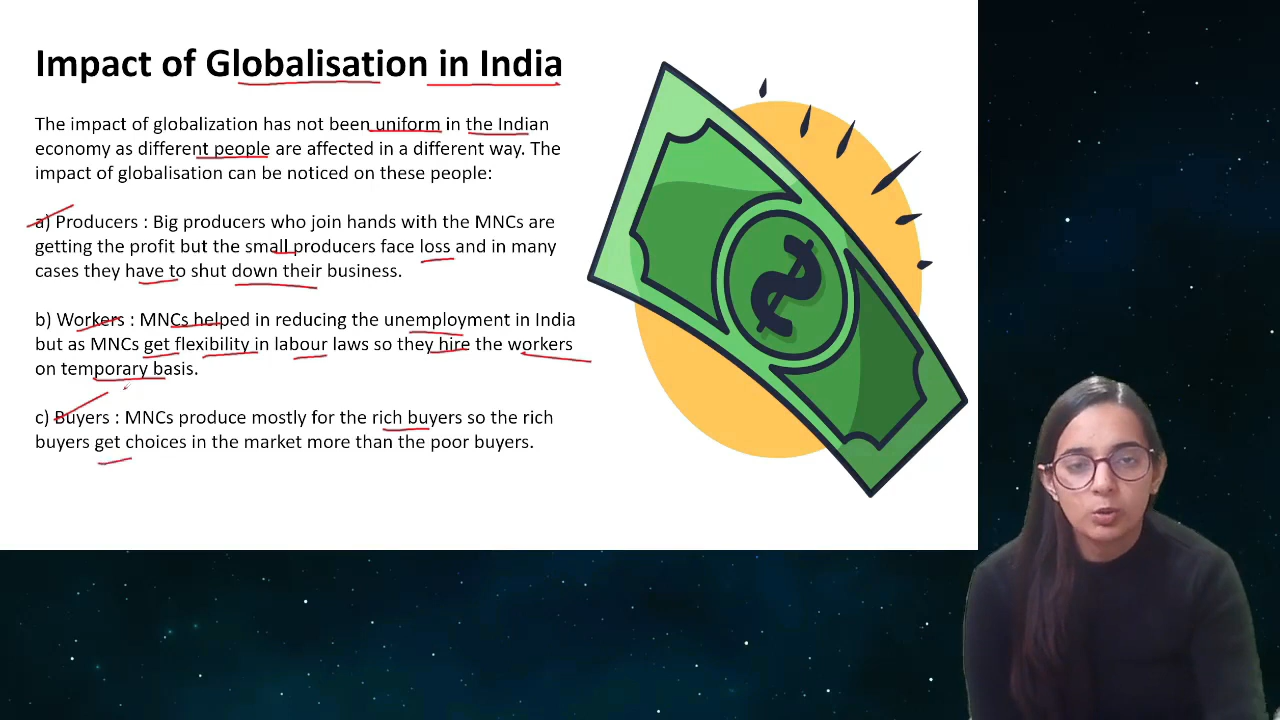 Impact of Globalisation in India
The impact of globalization has not been uniform in the Indian
economy as different people are affected in a different way. The
impact of globalisation can be noticed on these people:
a) Producers : Big producers who join hands with the MNCs are
getting the profit but the small producers face loss and in many
cases they have to shut down their business.
b) Workers : MNCs helped in reducing the unemployment in India
but as MNCs get flexibility in labour laws so they hire the workers
on temporary basis.
c) Buyers : MNCs produce mostly for the rich buyers so the rich
buyers get choices in the market more than the poor buyers.